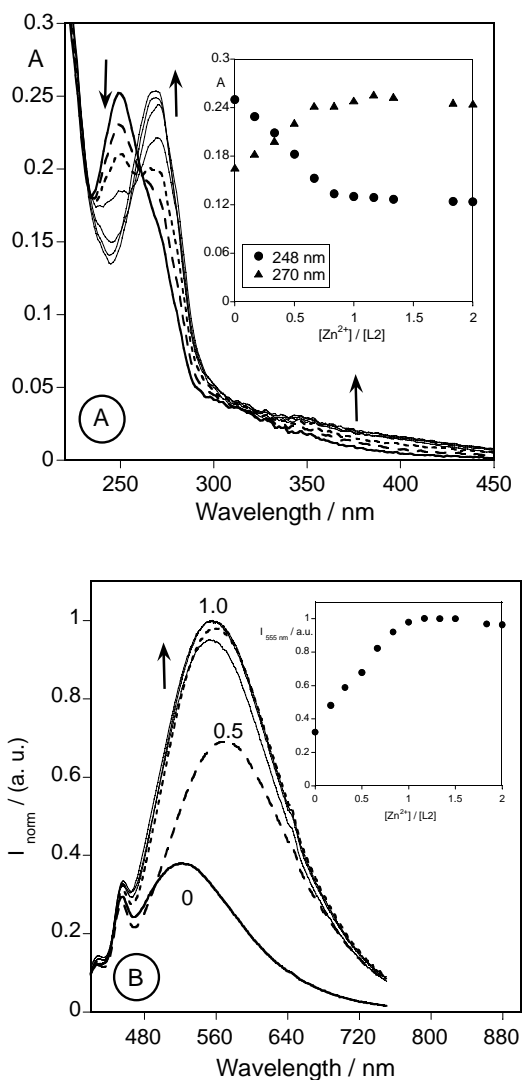 0.3
A
0.25
0.2
0.15
0.1
0.05
0
250 300 350 400 450
Wavelength / nm
A
0.3
A
0.24
0.18
0.12
0.06
0
0 0.5 1 1.5 2
[Zn²⁺] / [L2]
248 nm
270 nm
1
0.8
0.6
0.4
0.2
0
I norm / (a. u.)
480 560 640 720 800 880
Wavelength / nm
B
1.0
0.5
0
1
I 555 nm / a.u.
0.8
0.6
0.4
0.2
0
0 0.5 1 1.5 2
[Zn²⁺] / [L2]